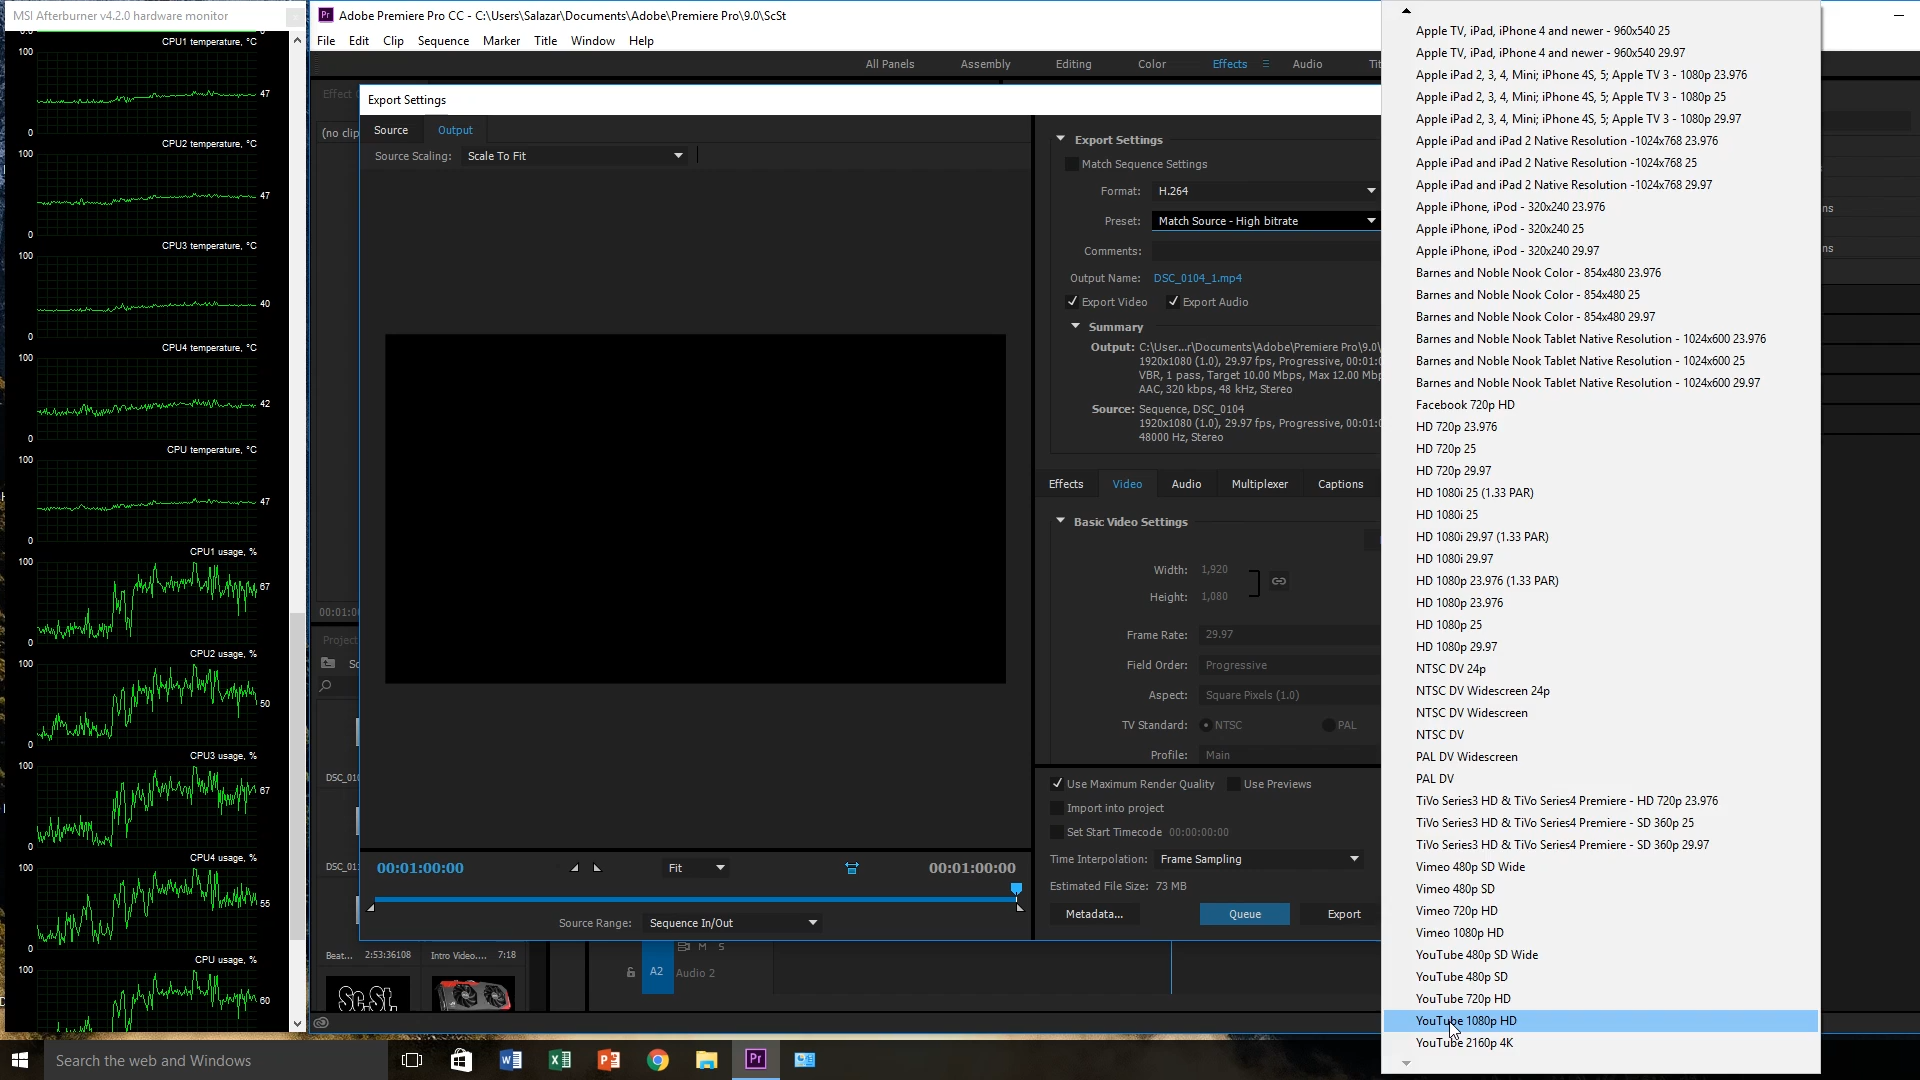 MSI Afterburner v4.2.0 hardware monitor
CPU1 temperature, °C
100
47
0
CPU2 temperature, °C
100
47
0
CPU3 temperature, °C
100
40
0
CPU4 temperature, °C
100
42
0
CPU temperature, °C
100
47
0
CPU1 usage, %
100
67
0
CPU2 usage, %
100
50
0
CPU3 usage, %
100
67
0
CPU4 usage, %
100
55
0
CPU usage, %
100
60
Adobe Premiere Pro CC - C:\Users\Salazar\Documents\Adobe\Premiere Pro\9.0\ScSt
File Edit Clip Sequence Marker Title Window Help
All Panels Assembly Editing Color Effects Audio Tit
Effect
(no clip
00:01:0
Project
Sc
DSC_010
DSC_01
Export Settings
Source Output
Source Scaling: Scale To Fit
00:01:00:00 Fit 00:01:00:00
Source Range: Sequence In/Out
Export Settings
Match Sequence Settings
Format: H.264
Preset: Match Source - High bitrate
Comments:
Output Name: DSC_0104_1.mp4
Export Video Export Audio
Summary
Output: C:\User...r\Documents\Adobe\Premiere Pro\9.0\
1920x1080 (1.0), 29.97 fps, Progressive, 00:01:0
VBR, 1 pass, Target 10.00 Mbps, Max 12.00 Mb
AAC, 320 kbps, 48 kHz, Stereo
Source: Sequence, DSC_0104
1920x1080 (1.0), 29.97 fps, Progressive, 00:01:0
48000 Hz, Stereo
Effects Video Audio Multiplexer Captions
Basic Video Settings
Width: 1,920
Height: 1,080
Frame Rate: 29.97
Field Order: Progressive
Aspect: Square Pixels (1.0)
TV Standard: NTSC PAL
Profile: Main
Use Maximum Render Quality Use Previews
Import into project
Set Start Timecode 00:00:00:00
Time Interpolation: Frame Sampling
Estimated File Size: 73 MB
Metadata... Queue Export
Beat... 2:53:36108 Intro Video.... 7:18
Sc.St.
M S
A2 Audio 2
Apple TV, iPad, iPhone 4 and newer - 960x540 25
Apple TV, iPad, iPhone 4 and newer - 960x540 29.97
Apple iPad 2, 3, 4, Mini; iPhone 4S, 5; Apple TV 3 - 1080p 23.976
Apple iPad 2, 3, 4, Mini; iPhone 4S, 5; Apple TV 3 - 1080p 25
Apple iPad 2, 3, 4, Mini; iPhone 4S, 5; Apple TV 3 - 1080p 29.97
Apple iPad and iPad 2 Native Resolution -1024x768 23.976
Apple iPad and iPad 2 Native Resolution -1024x768 25
Apple iPad and iPad 2 Native Resolution -1024x768 29.97
Apple iPhone, iPod - 320x240 23.976
Apple iPhone, iPod - 320x240 25
Apple iPhone, iPod - 320x240 29.97
Barnes and Noble Nook Color - 854x480 23.976
Barnes and Noble Nook Color - 854x480 25
Barnes and Noble Nook Color - 854x480 29.97
Barnes and Noble Nook Tablet Native Resolution - 1024x600 23.976
Barnes and Noble Nook Tablet Native Resolution - 1024x600 25
Barnes and Noble Nook Tablet Native Resolution - 1024x600 29.97
Facebook 720p HD
HD 720p 23.976
HD 720p 25
HD 720p 29.97
HD 1080i 25 (1.33 PAR)
HD 1080i 25
HD 1080i 29.97 (1.33 PAR)
HD 1080i 29.97
HD 1080p 23.976 (1.33 PAR)
HD 1080p 23.976
HD 1080p 25
HD 1080p 29.97
NTSC DV 24p
NTSC DV Widescreen 24p
NTSC DV Widescreen
NTSC DV
PAL DV Widescreen
PAL DV
TiVo Series3 HD & TiVo Series4 Premiere - HD 720p 23.976
TiVo Series3 HD & TiVo Series4 Premiere - SD 360p 25
TiVo Series3 HD & TiVo Series4 Premiere - SD 360p 29.97
Vimeo 480p SD Wide
Vimeo 480p SD
Vimeo 720p HD
Vimeo 1080p HD
YouTube 480p SD Wide
YouTube 480p SD
YouTube 720p HD
YouTube 1080p HD
YouTube 2160p 4K
ns
ns
Search the web and Windows